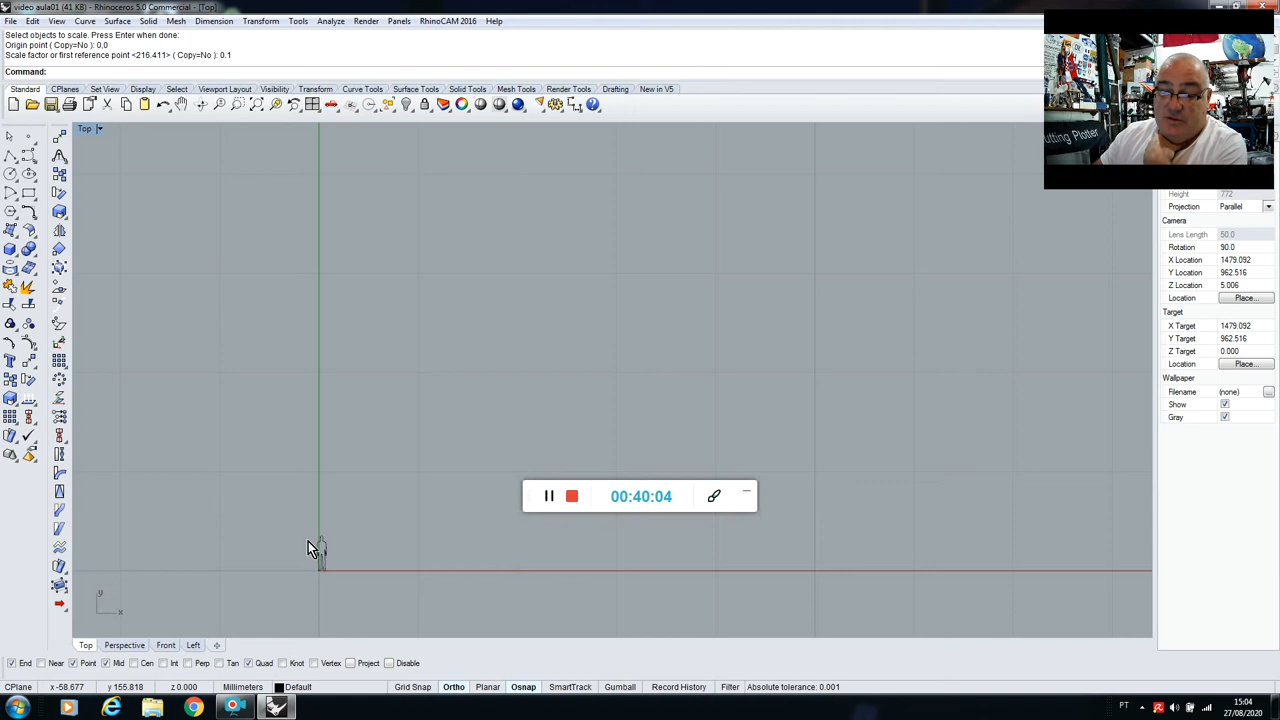 video aula01 (41 KB) - Rhinoceros 5.0 Commercial - [Top]
File Edit View Curve Surface Solid Mesh Dimension Transform Tools Analyze Render Panels RhinoCAM 2016 Help
Select objects to scale. Press Enter when done:
Origin point ( Copy=No ): 0,0
Scale factor or first reference point <216.411> ( Copy=No ): 0.1
Command:
Standard CPlanes Set View Display Select Viewport Layout Visibility Transform Curve Tools Surface Tools Solid Tools Mesh Tools Render Tools Drafting New in V5
Top
utting Plotter
Height 772
Projection Parallel
Camera
Lens Length 50.0
Rotation 90.0
X Location 1479.092
Y Location 962.516
Z Location 5.006
Location Place...
Target
X Target 1479.092
Y Target 962.516
Z Target 0.000
Location Place...
Wallpaper
Filename (none) ...
Show
Gray
00:40:04
y
x
Top Perspective Front Left
End Near Point Mid Cen Int Perp Tan Quad Knot Vertex Project Disable
CPlane x -58.677 y 155.818 z 0.000 Millimeters Default Grid Snap Ortho Planar Osnap SmartTrack Gumball Record History Filter Absolute tolerance: 0.001
PT 15:04
27/08/2020